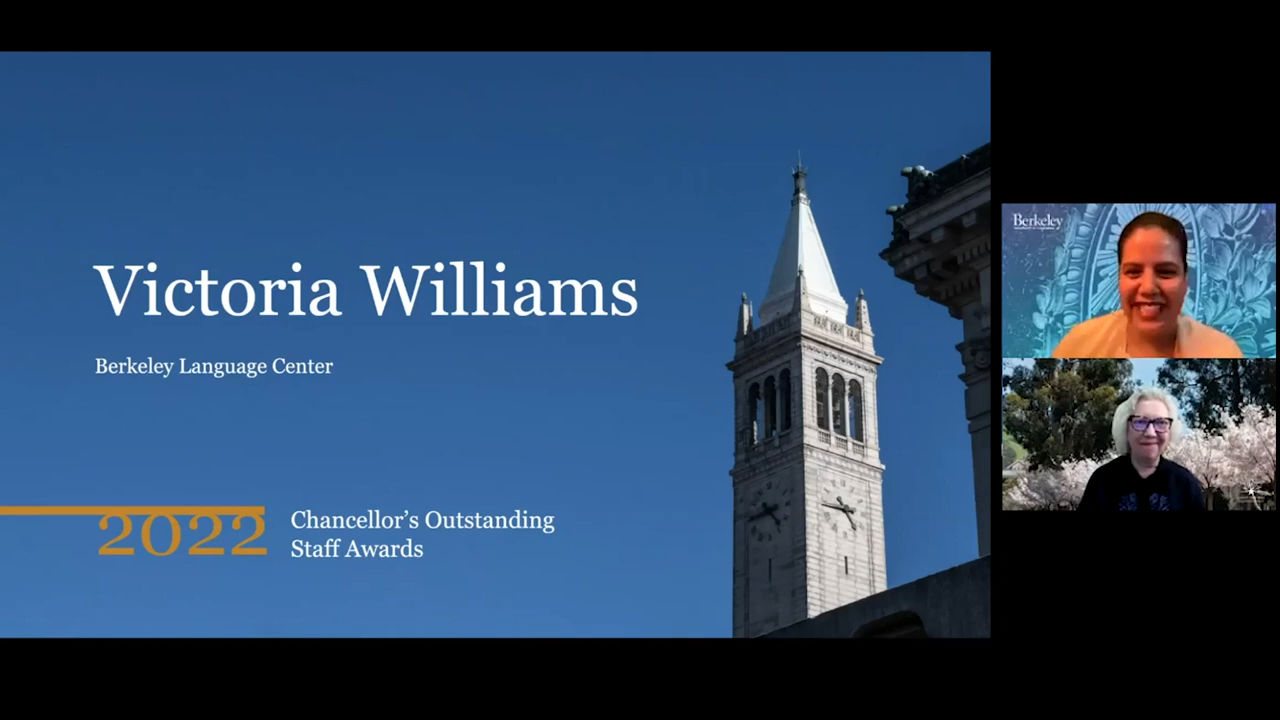 Victoria Williams
Berkeley Language Center
2022
Chancellor's Outstanding
Staff Awards
Berkeley